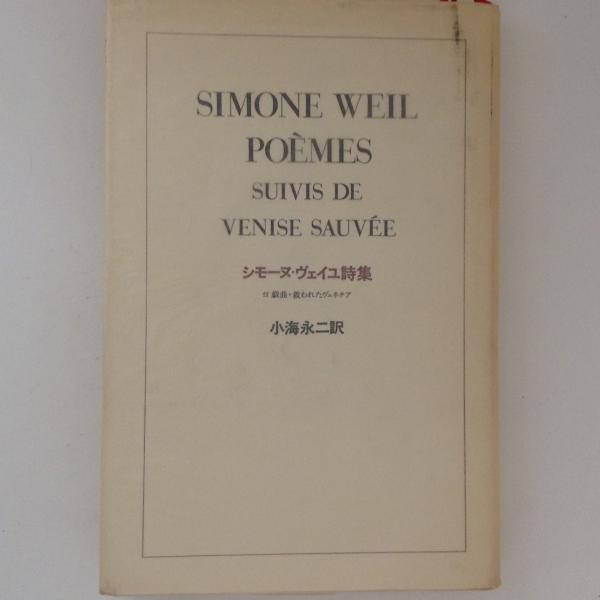 SIMONE WEIL
POÈMES
SUIVIS DE
VENISE SAUVÉE
シモーヌ・ヴェイユ詩集
付 戯曲・救われたヴェネチア
小海永二訳